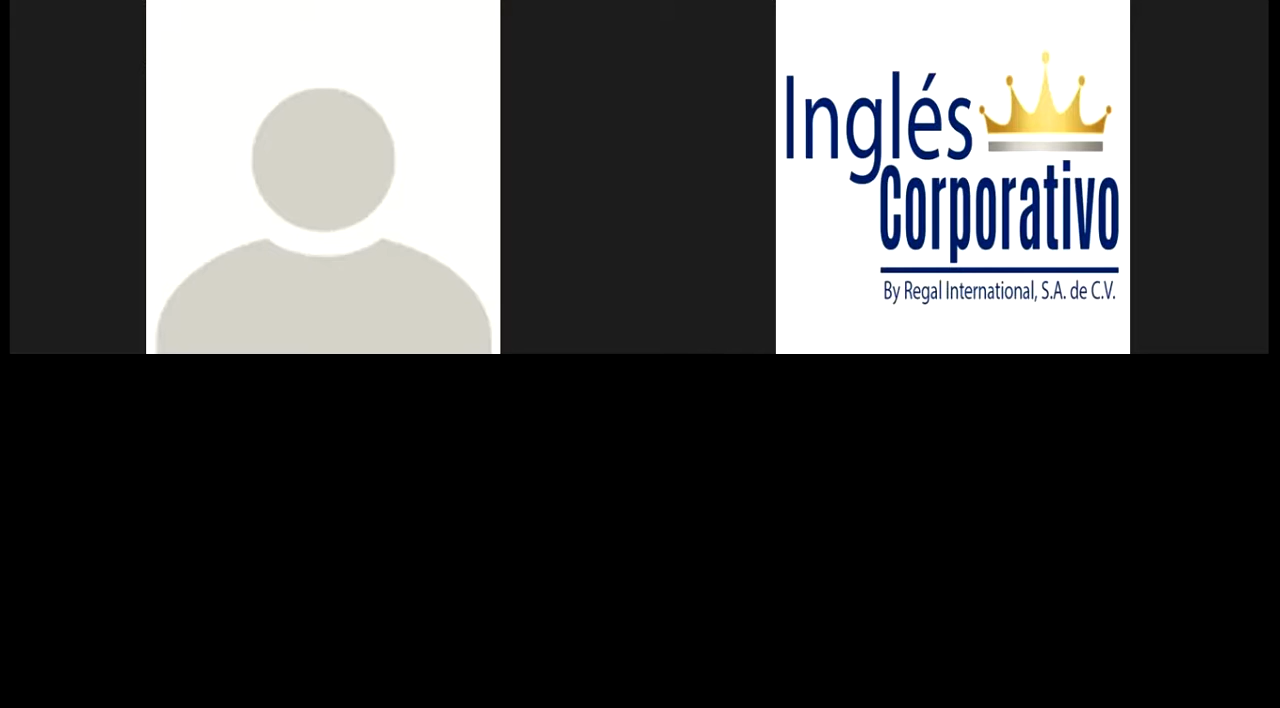 Inglés
Corporativo
By Regal International, S.A. de C.V.